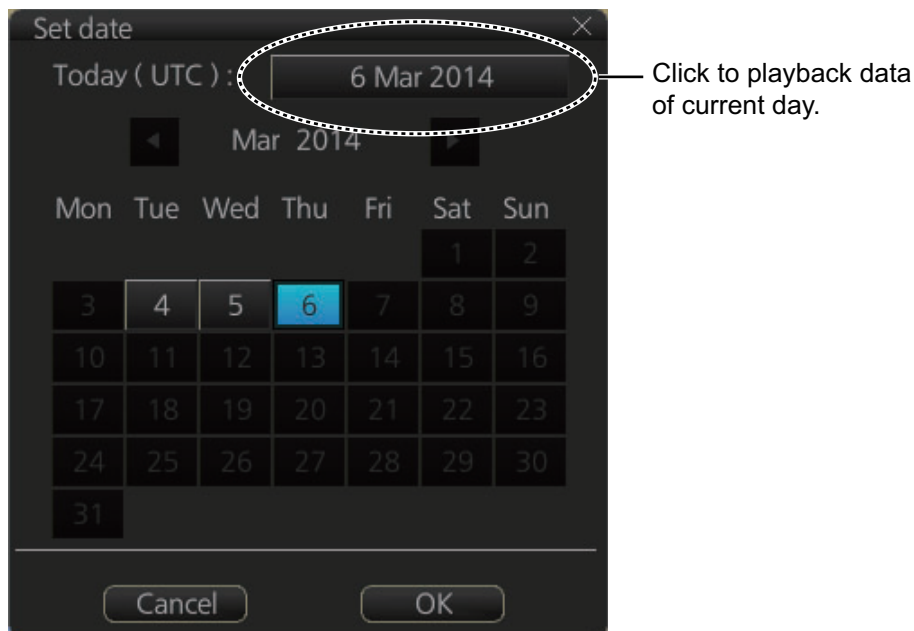 Set date
Today ( UTC ) : 6 Mar 2014
Click to playback data
of current day.
Mar 2014
Mon Tue Wed Thu Fri Sat Sun
1 2
3 4 5 6 7 8 9
10 11 12 13 14 15 16
17 18 19 20 21 22 23
24 25 26 27 28 29 30
31
Cancel OK